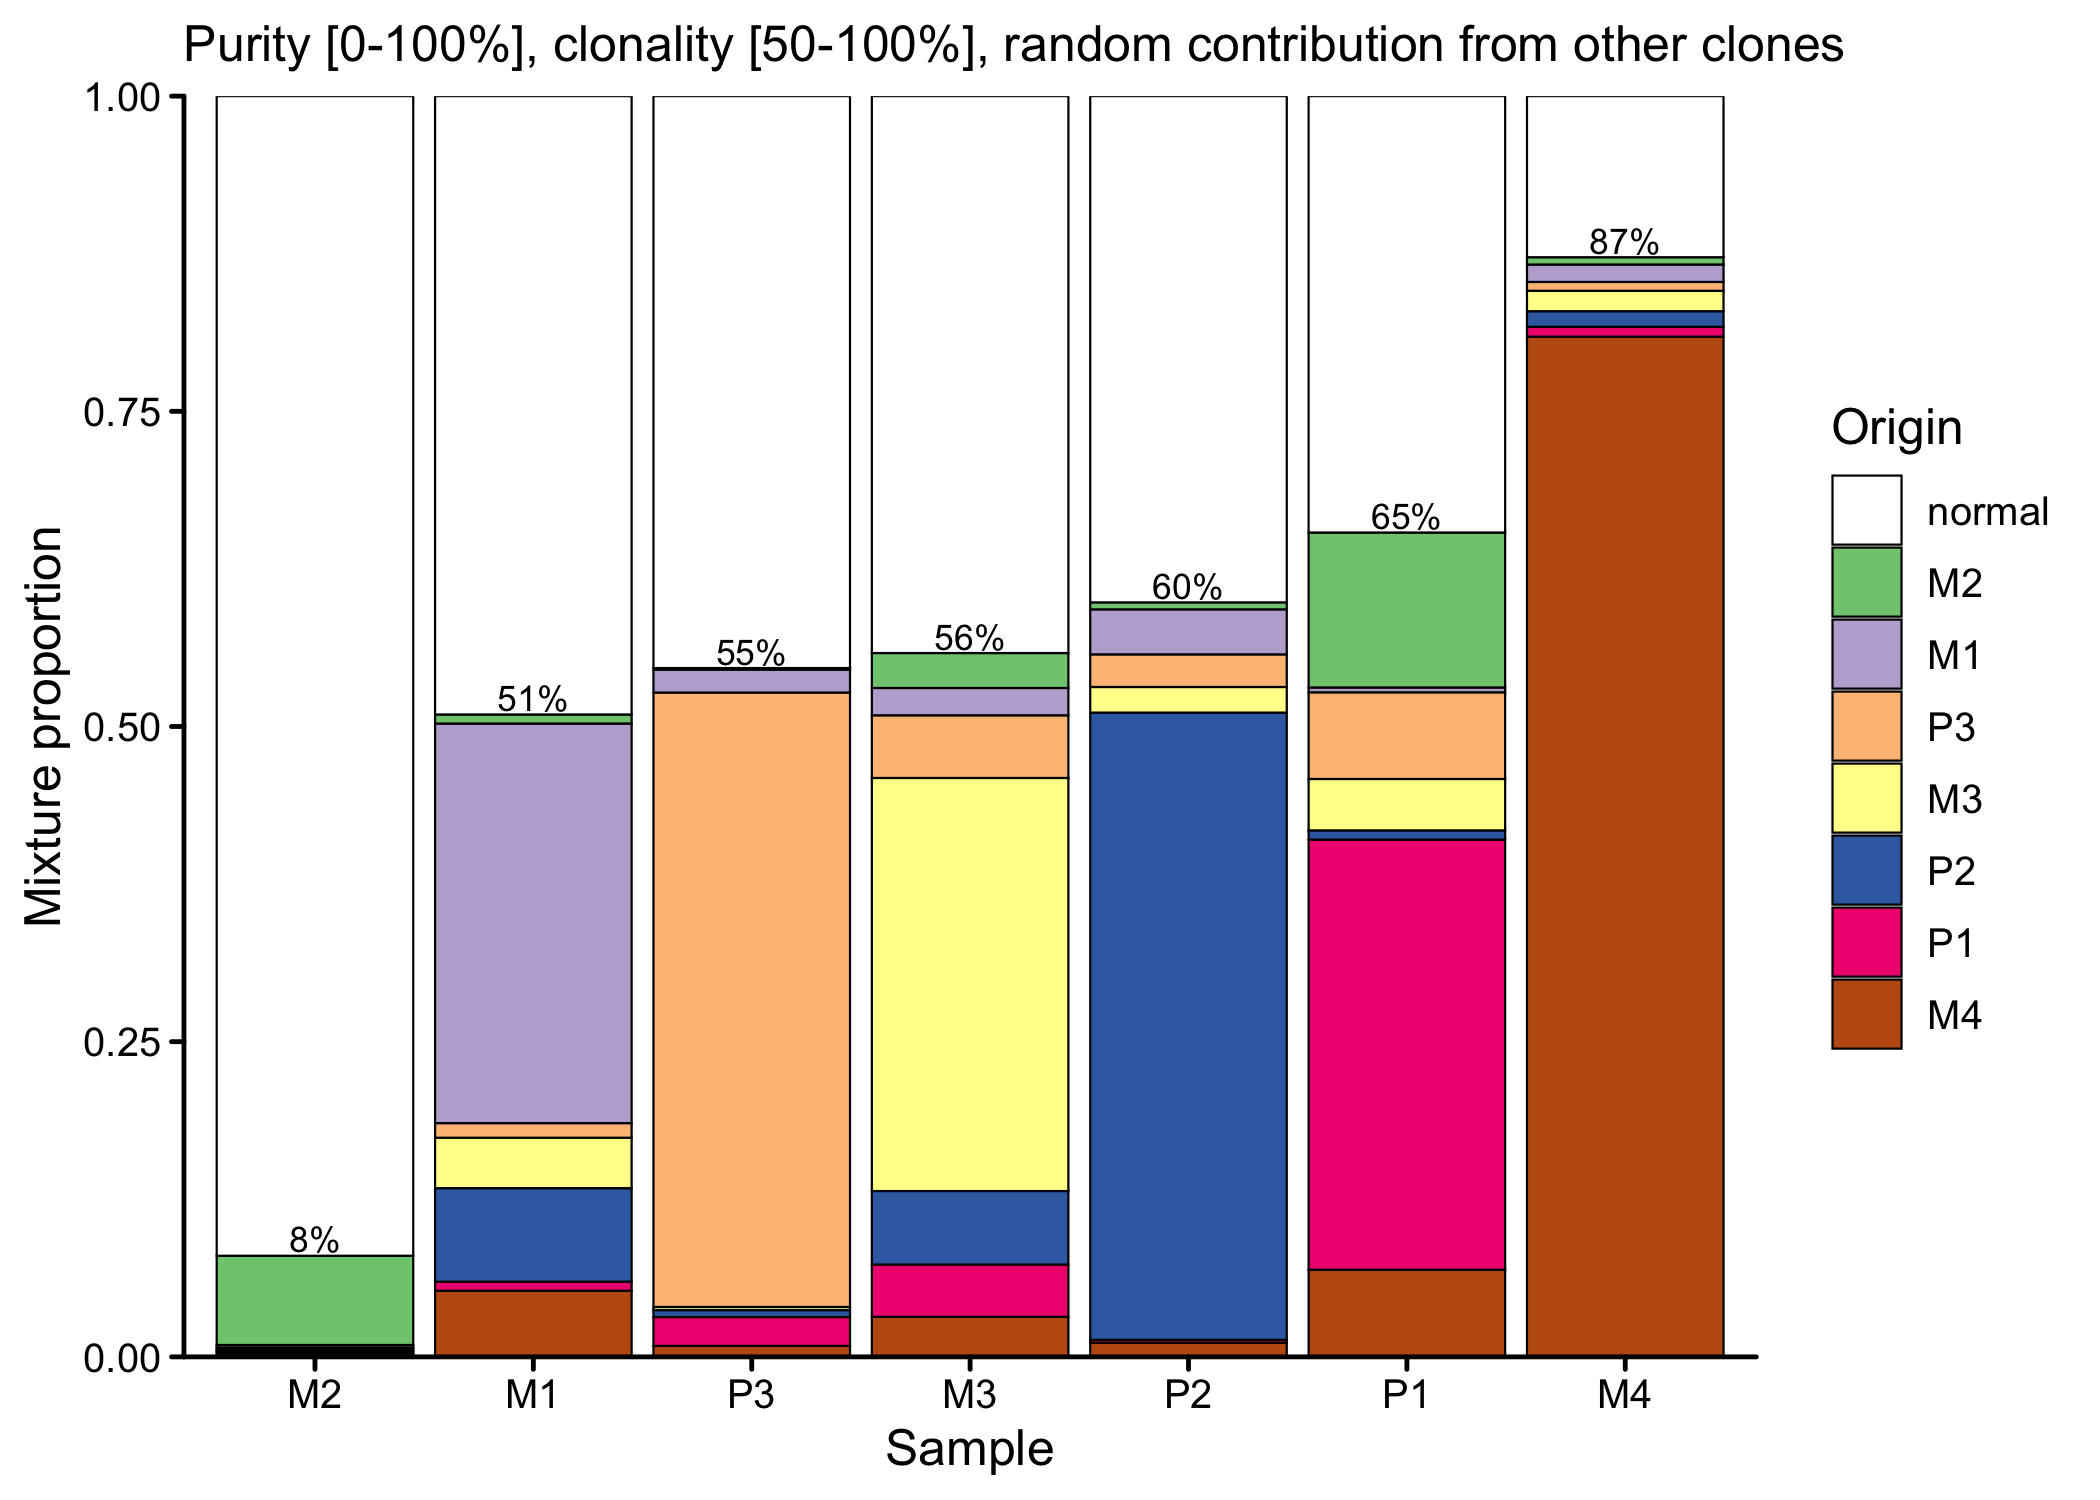 Purity [0-100%], clonality [50-100%], random contribution from other clones
Mixture proportion
1.00
0.75
0.50
0.25
0.00
8%
51%
55%
56%
60%
65%
87%
M2
M1
P3
M3
P2
P1
M4
Sample
Origin
normal
M2
M1
P3
M3
P2
P1
M4